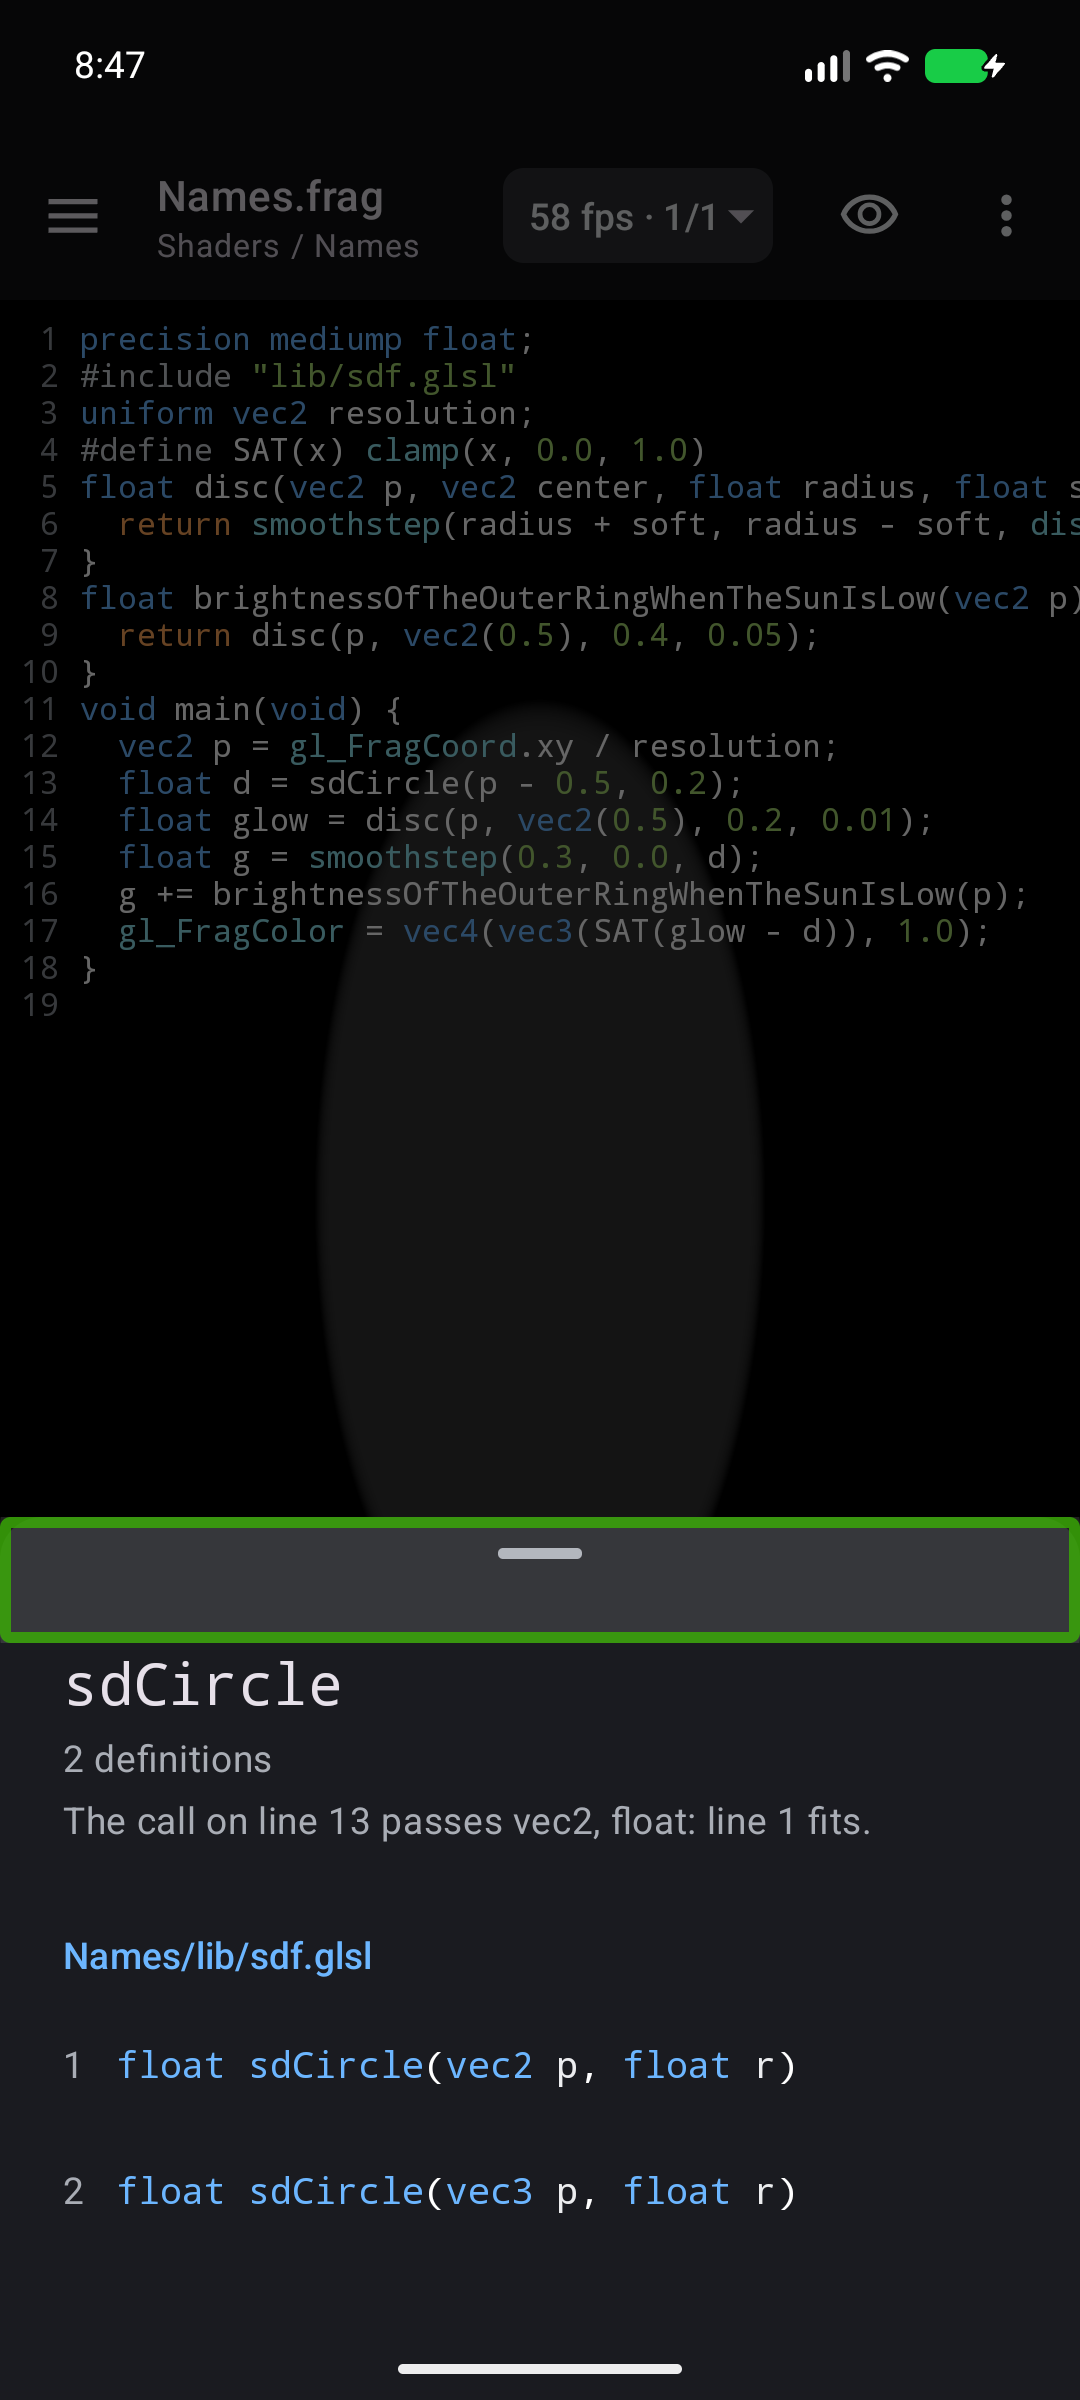 8:47
Names.frag
Shaders / Names
58 fps · 1/1
1 precision mediump float;
2 #include "lib/sdf.glsl"
3 uniform vec2 resolution;
4 #define SAT(x) clamp(x, 0.0, 1.0)
5 float disc(vec2 p, vec2 center, float radius, float s
6   return smoothstep(radius + soft, radius - soft, dis
7 }
8 float brightnessOfTheOuterRingWhenTheSunIsLow(vec2 p)
9   return disc(p, vec2(0.5), 0.4, 0.05);
10 }
11 void main(void) {
12   vec2 p = gl_FragCoord.xy / resolution;
13   float d = sdCircle(p - 0.5, 0.2);
14   float glow = disc(p, vec2(0.5), 0.2, 0.01);
15   float g = smoothstep(0.3, 0.0, d);
16   g += brightnessOfTheOuterRingWhenTheSunIsLow(p);
17   gl_FragColor = vec4(vec3(SAT(glow - d)), 1.0);
18 }
19
sdCircle
2 definitions
The call on line 13 passes vec2, float: line 1 fits.
Names/lib/sdf.glsl
1 float sdCircle(vec2 p, float r)
2 float sdCircle(vec3 p, float r)